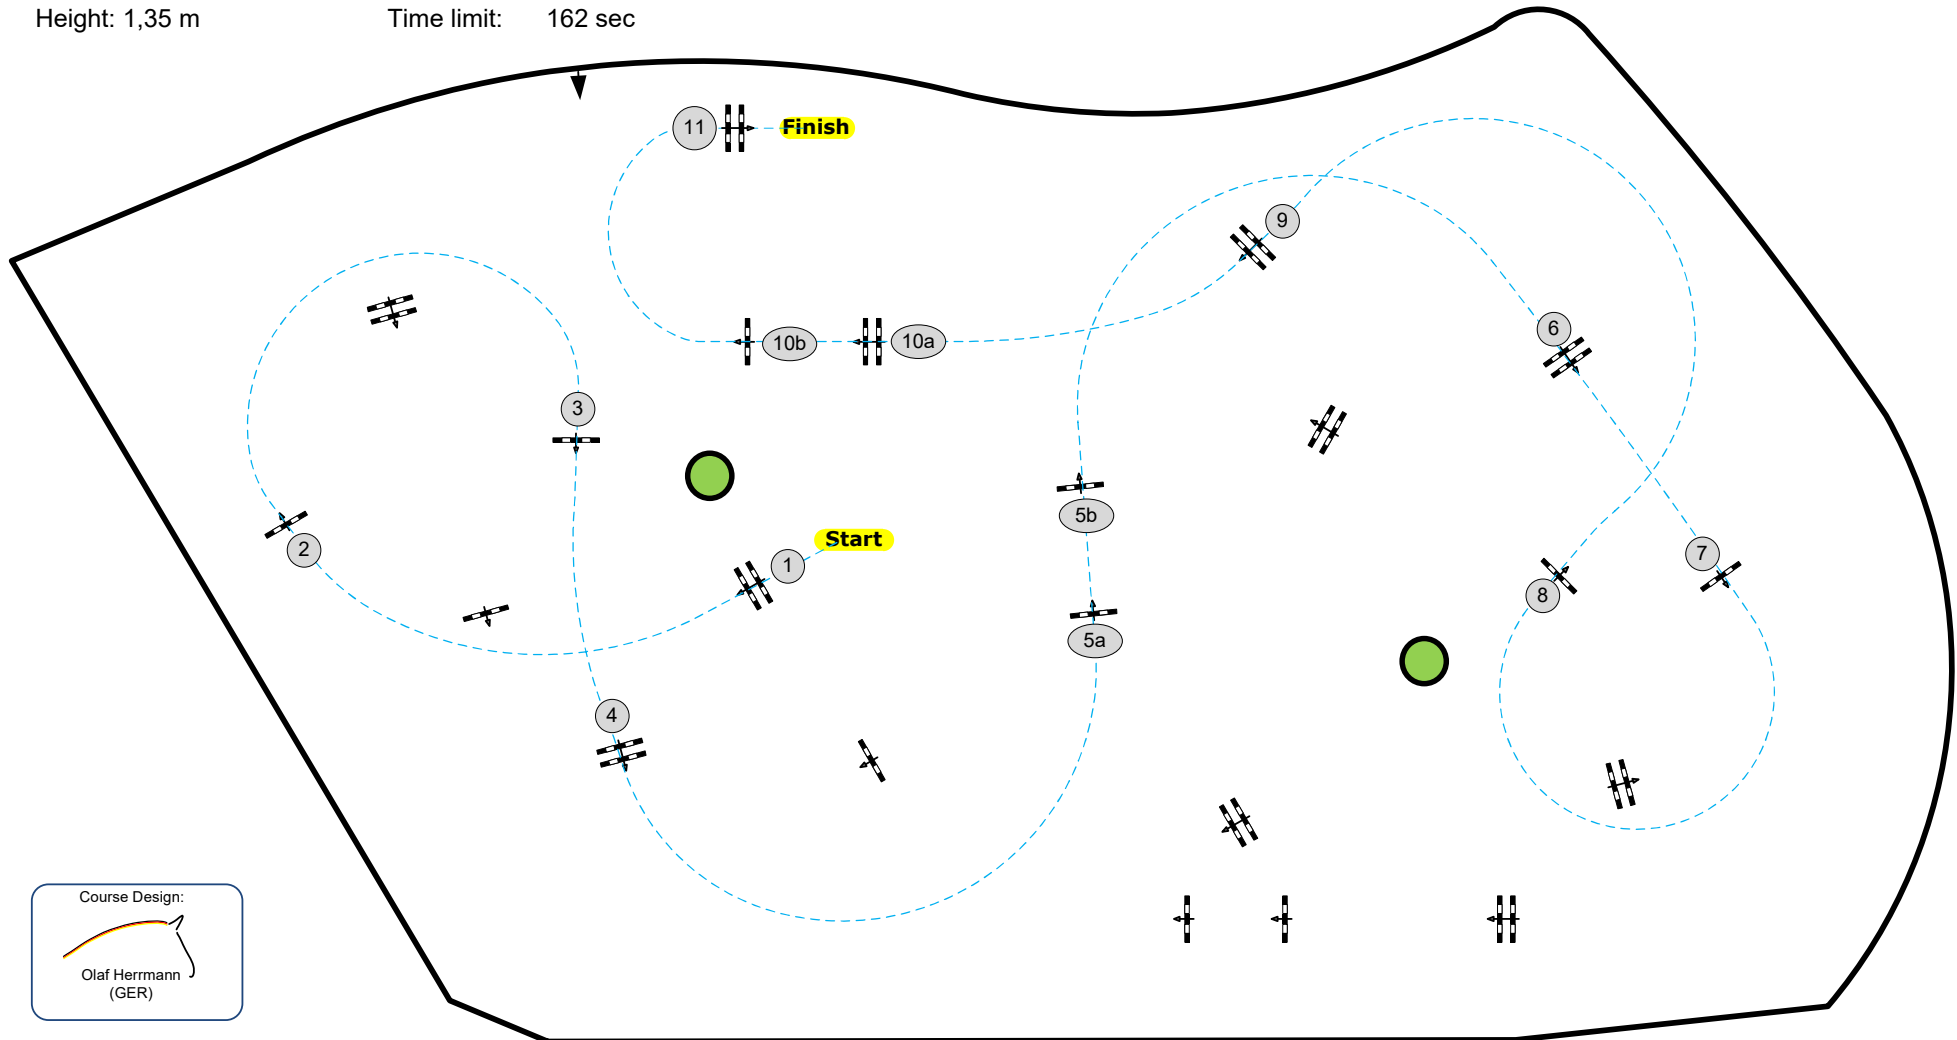 Height: 1,35 m Time limit: 162 sec
11 Finish
9
6
10b 10a
3
5b
Start
2
1
7
8
5a
4
Course Design:
Olaf Herrmann
(GER)